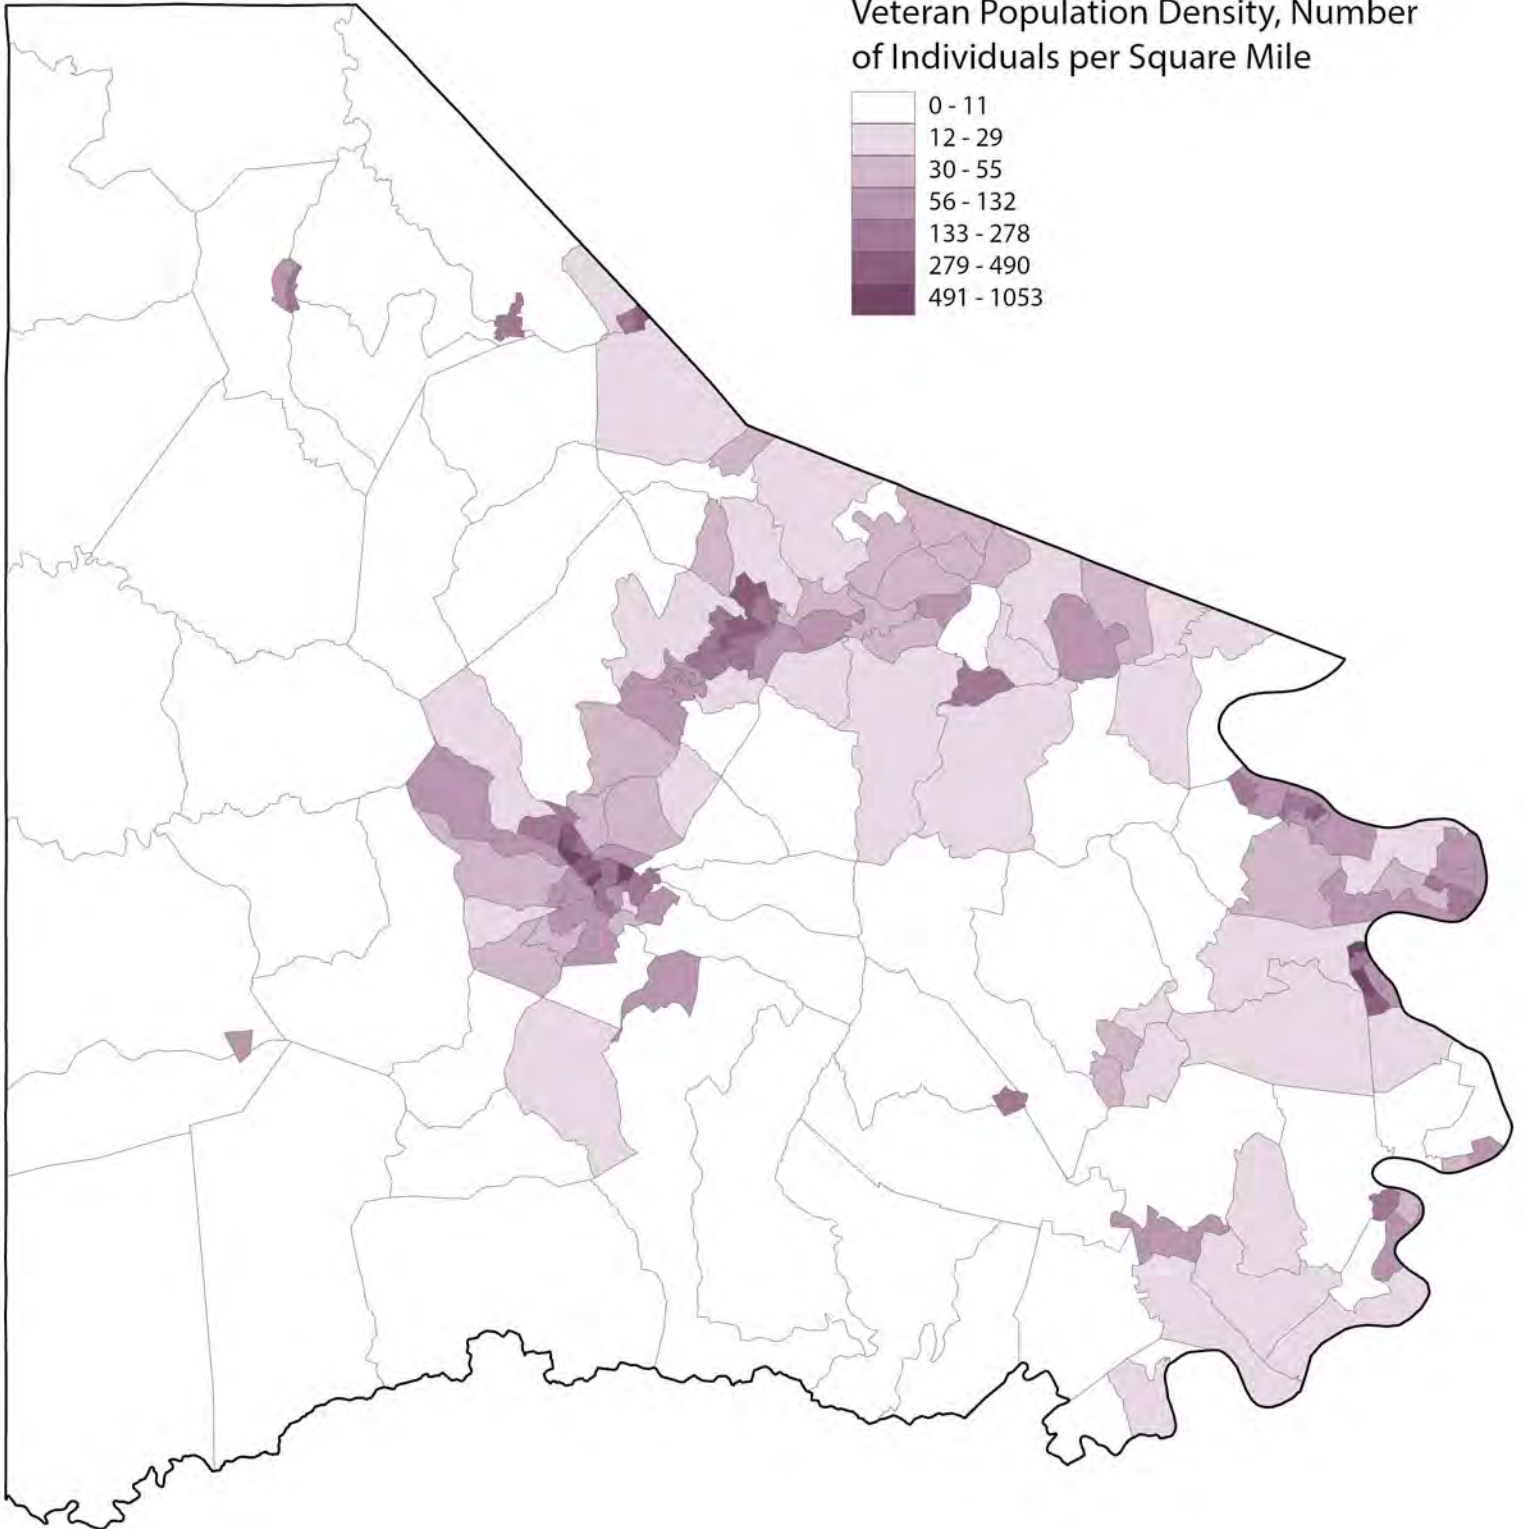 Veteran Population Density, Number
of Individuals per Square Mile
0 - 11
12 - 29
30 - 55
56 - 132
133 - 278
279 - 490
491 - 1053